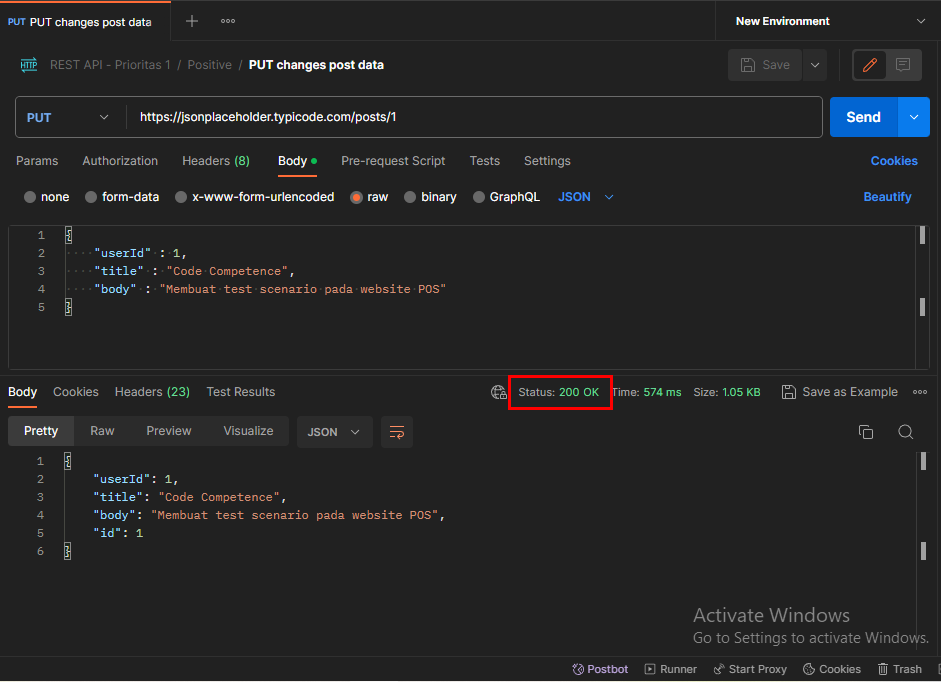 PUT PUT changes post data
New Environment
HTTP REST API - Prioritas 1 / Positive / PUT changes post data
Save
PUT https://jsonplaceholder.typicode.com/posts/1 Send
Params Authorization Headers (8) Body Pre-request Script Tests Settings Cookies
none form-data x-www-form-urlencoded raw binary GraphQL JSON Beautify
1 {
2 "userId" : 1,
3 "title" : "Code Competence",
4 "body" : "Membuat test scenario pada website POS"
5 }
Body Cookies Headers (23) Test Results Status: 200 OK Time: 574 ms Size: 1.05 KB Save as Example
Pretty Raw Preview Visualize JSON
1 {
2 "userId": 1,
3 "title": "Code Competence",
4 "body": "Membuat test scenario pada website POS",
5 "id": 1
6 }
Activate Windows
Go to Settings to activate Windows.
Postbot Runner Start Proxy Cookies Trash